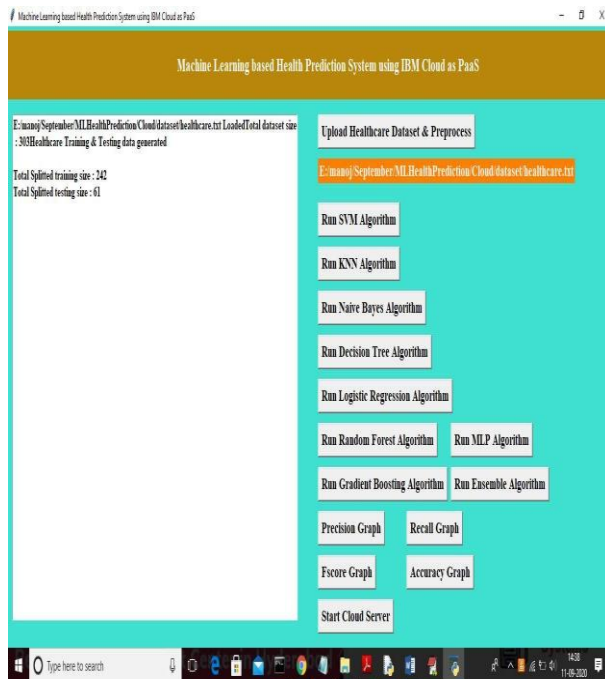 Machine Learning based Health Prediction System using IBM Cloud as PaaS
Machine Learning based Health Prediction System using IBM Cloud as PaaS
E:/manoj/September/MLHealthPrediction/Cloud/dataset/healthcare.txt LoadedTotal dataset size
: 303Healthcare Training & Testing data generated
Total Splitted training size : 242
Total Splitted testing size : 61
Upload Healthcare Dataset & Preprocess
E:/manoj/September/MLHealthPrediction/Cloud/dataset/healthcare.txt
Run SVM Algorithm
Run KNN Algorithm
Run Naive Bayes Algorithm
Run Decision Tree Algorithm
Run Logistic Regression Algorithm
Run Random Forest Algorithm Run MLP Algorithm
Run Gradient Boosting Algorithm Run Ensemble Algorithm
Precision Graph Recall Graph
Fscore Graph Accuracy Graph
Start Cloud Server
Type here to search
14:38
11-09-2020